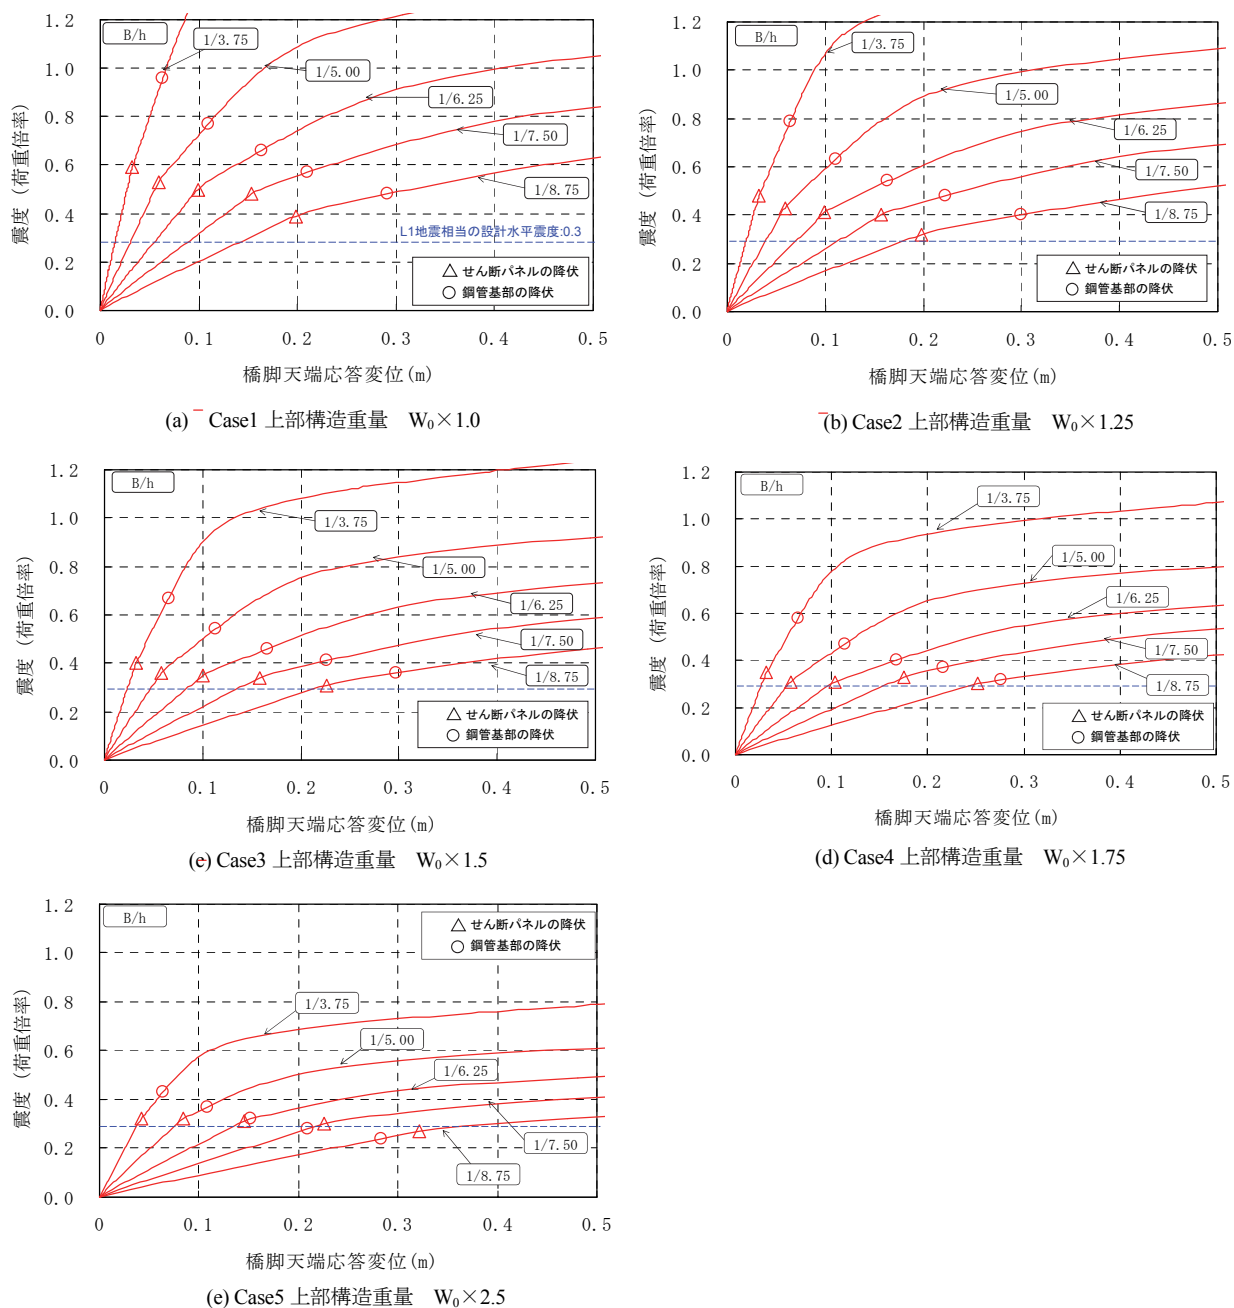 震度 (荷重倍率)
1.2
1.0
0.8
0.6
0.4
0.2
0.0
B/h
1/3.75
1/5.00
1/6.25
1/7.50
1/8.75
L1地震相当の設計水平震度:0.3
せん断パネルの降伏
鋼管基部の降伏
0 0.1 0.2 0.3 0.4 0.5
橋脚天端応答変位(m)
(a) Case1 上部構造重量 W₀×1.0
震度 (荷重倍率)
1.2
1.0
0.8
0.6
0.4
0.2
0.0
B/h
1/3.75
1/5.00
1/6.25
1/7.50
1/8.75
せん断パネルの降伏
鋼管基部の降伏
0 0.1 0.2 0.3 0.4 0.5
橋脚天端応答変位(m)
(b) Case2 上部構造重量 W₀×1.25
震度 (荷重倍率)
1.2
1.0
0.8
0.6
0.4
0.2
0.0
B/h
1/3.75
1/5.00
1/6.25
1/7.50
1/8.75
せん断パネルの降伏
鋼管基部の降伏
0 0.1 0.2 0.3 0.4 0.5
橋脚天端応答変位(m)
(c) Case3 上部構造重量 W₀×1.5
震度 (荷重倍率)
1.2
1.0
0.8
0.6
0.4
0.2
0.0
B/h
1/3.75
1/5.00
1/6.25
1/7.50
1/8.75
せん断パネルの降伏
鋼管基部の降伏
0 0.1 0.2 0.3 0.4 0.5
橋脚天端応答変位(m)
(d) Case4 上部構造重量 W₀×1.75
震度 (荷重倍率)
1.2
1.0
0.8
0.6
0.4
0.2
0.0
B/h
せん断パネルの降伏
鋼管基部の降伏
1/3.75
1/5.00
1/6.25
1/7.50
1/8.75
0 0.1 0.2 0.3 0.4 0.5
橋脚天端応答変位(m)
(e) Case5 上部構造重量 W₀×2.5